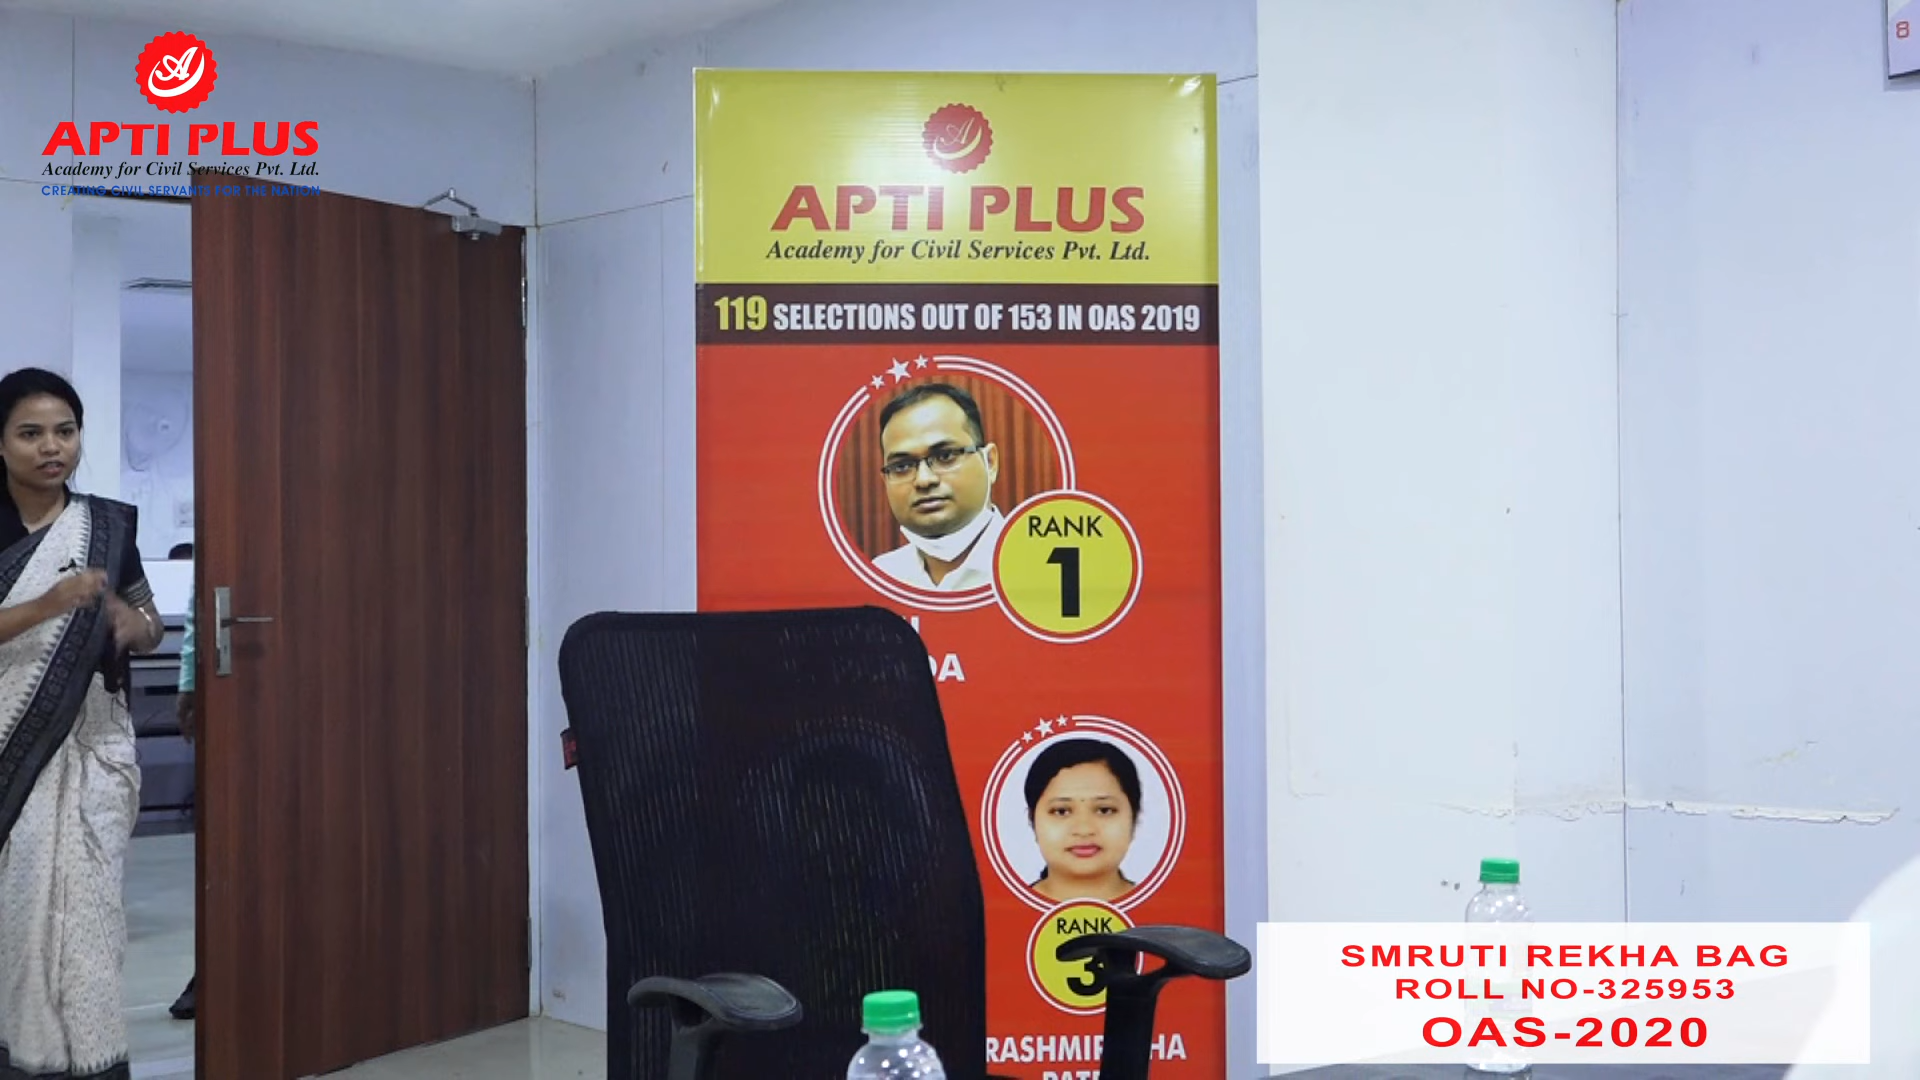 APTI PLUS
Academy for Civil Services Pvt. Ltd.
CREATING CIVIL SERVANTS FOR THE NATION
APTI PLUS
Academy for Civil Services Pvt. Ltd.
119 SELECTIONS OUT OF 153 IN OAS 2019
RANK
1
RANK
3
SMRUTI REKHA BAG
ROLL NO-325953
OAS-2020